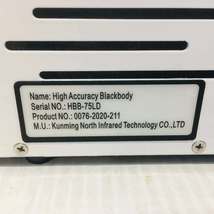 Name: High Accuracy Blackbody
Serial NO.: HBB-75LD
Product NO.: 0076-2020-211
M.U.: Kunming North Infrared Technology CO.,LTD